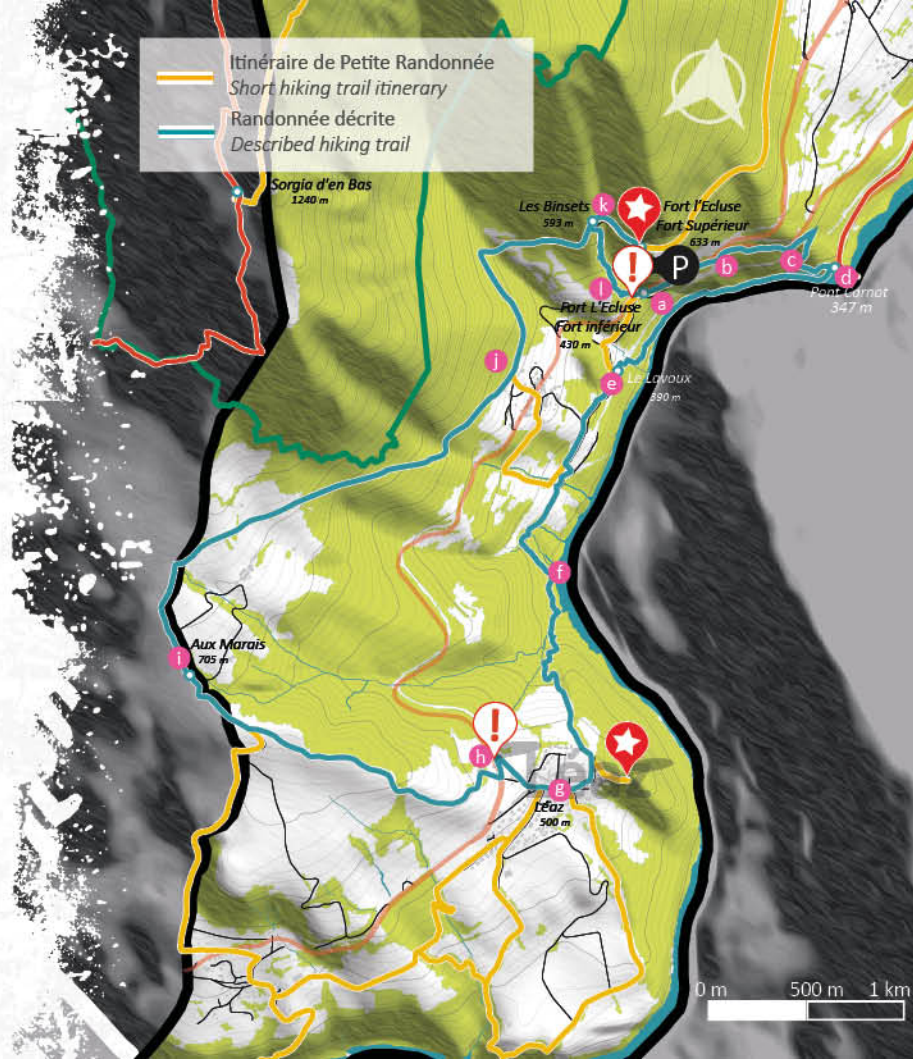 Itinéraire de Petite Randonnée
Short hiking trail itinerary
Randonnée décrite
Described hiking trail
Sorgia d'en Bas
1240 m
Les Binsets
593 m
k
Fort l'Ecluse
Fort Supérieur
633 m
!
P
b
c
d
Pont Carnot
347 m
l
a
Fort L'Ecluse
Fort inférieur
430 m
j
e
Le Lavoux
390 m
f
i
Aux Marais
705 m
!
h
g
Léaz
500 m
0 m 500 m 1 km